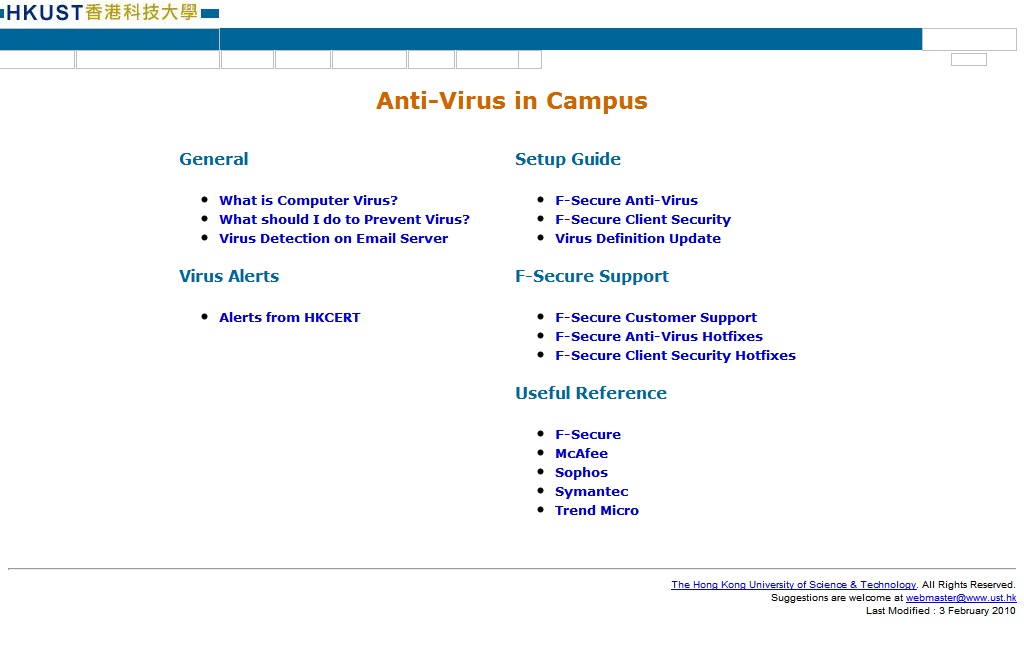 HKUST香港科技大學
Anti-Virus in Campus
General
What is Computer Virus?
What should I do to Prevent Virus?
Virus Detection on Email Server
Virus Alerts
Alerts from HKCERT
Setup Guide
F-Secure Anti-Virus
F-Secure Client Security
Virus Definition Update
F-Secure Support
F-Secure Customer Support
F-Secure Anti-Virus Hotfixes
F-Secure Client Security Hotfixes
Useful Reference
F-Secure
McAfee
Sophos
Symantec
Trend Micro
The Hong Kong University of Science & Technology. All Rights Reserved.
Suggestions are welcome at webmaster@www.ust.hk
Last Modified : 3 February 2010